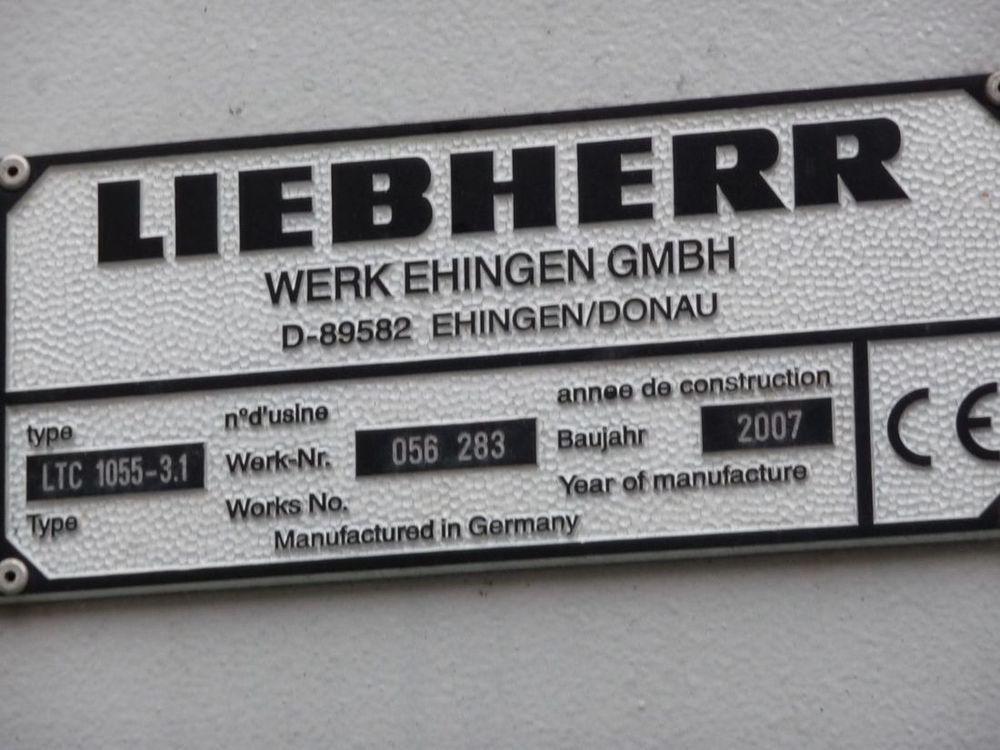 LIEBHERR
WERK EHINGEN GMBH
D-89582 EHINGEN/DONAU
type
LTC 1055-3.1
Type
n°d'usine
Werk-Nr.
Works No.
056 283
annee de construction
Baujahr
2007
Year of manufacture
Manufactured in Germany
CE